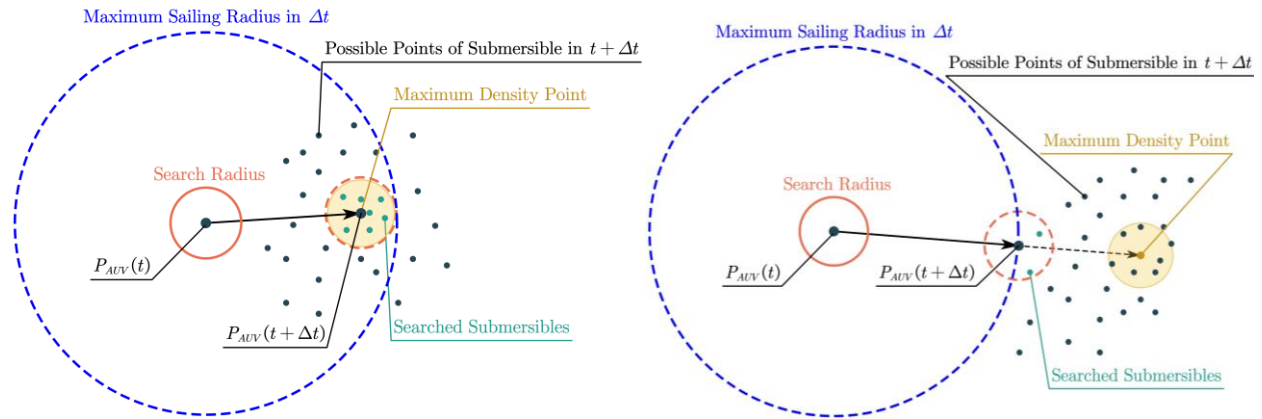 Maximum Sailing Radius in Δt
Possible Points of Submersible in t + Δt
Maximum Density Point
Search Radius
P_AUV(t)
P_AUV(t + Δt)
Searched Submersibles
Maximum Sailing Radius in Δt
Possible Points of Submersible in t + Δt
Maximum Density Point
Search Radius
P_AUV(t)
P_AUV(t + Δt)
Searched Submersibles